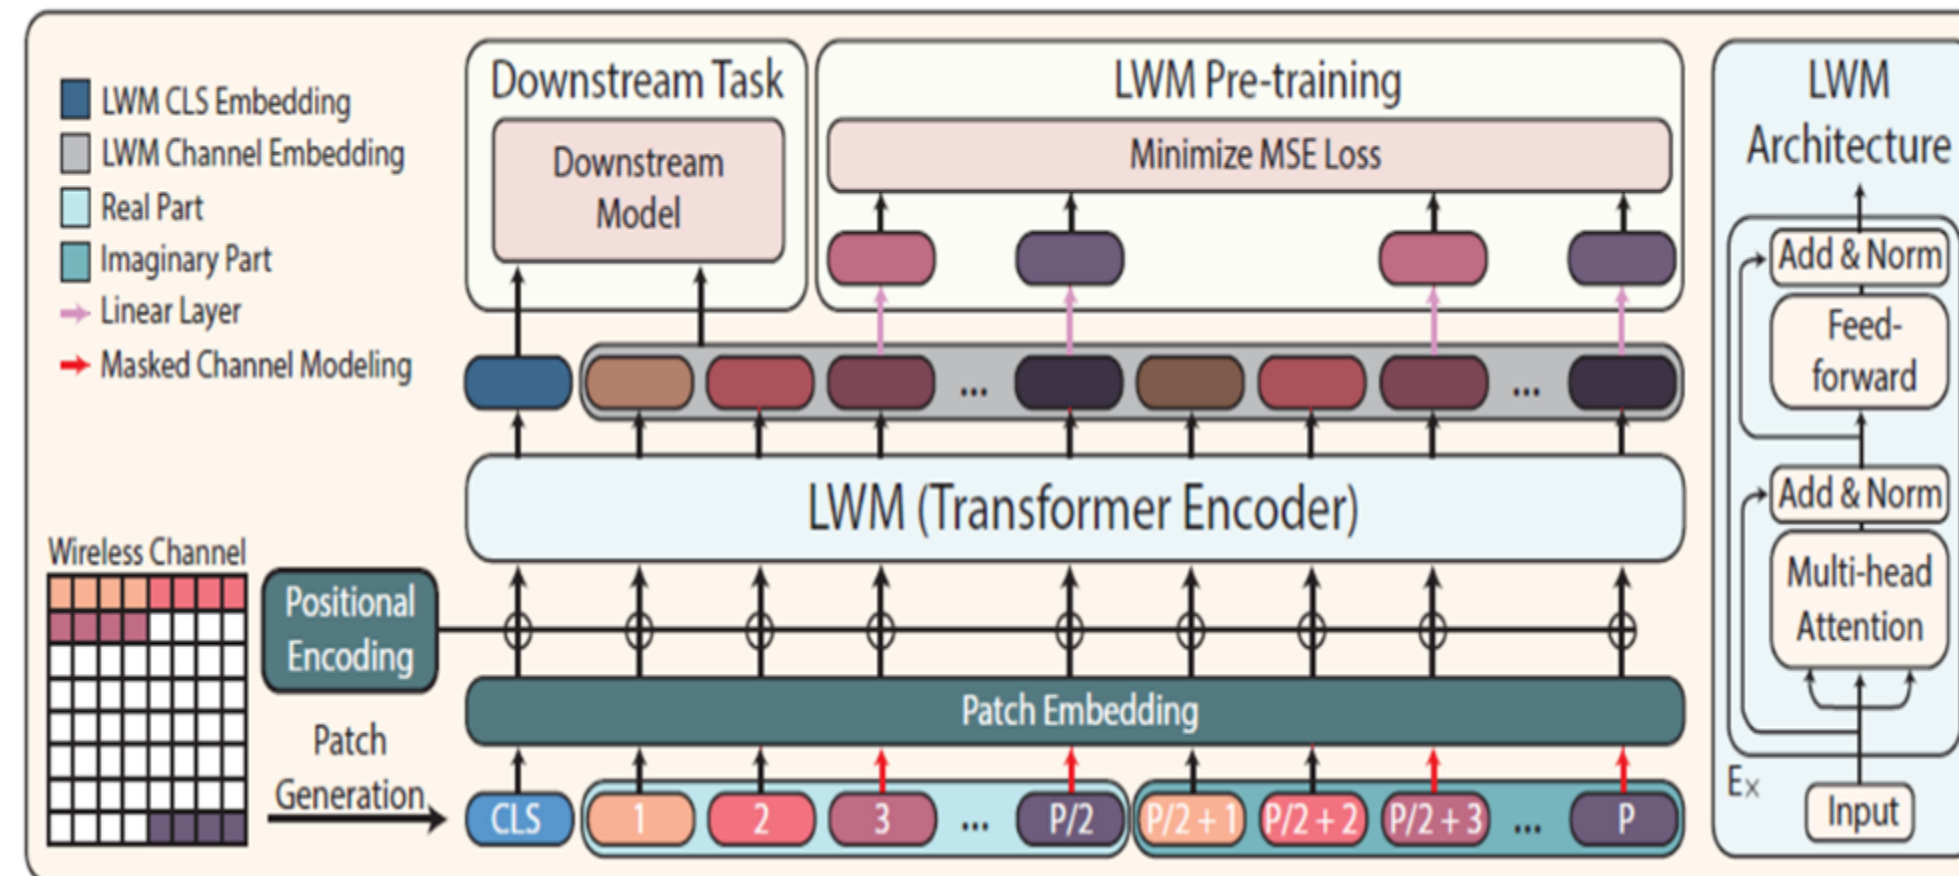 LWM CLS Embedding
LWM Channel Embedding
Real Part
Imaginary Part
Linear Layer
Masked Channel Modeling
Downstream Task
Downstream
Model
LWM Pre-training
Minimize MSE Loss
...
...
LWM (Transformer Encoder)
Wireless Channel
Positional
Encoding
Patch Embedding
Patch
Generation
CLS
1
2
3
...
P/2
P/2 + 1
P/2 + 2
P/2 + 3
...
P
LWM
Architecture
Add & Norm
Feed-
forward
Add & Norm
Multi-head
Attention
E×
Input